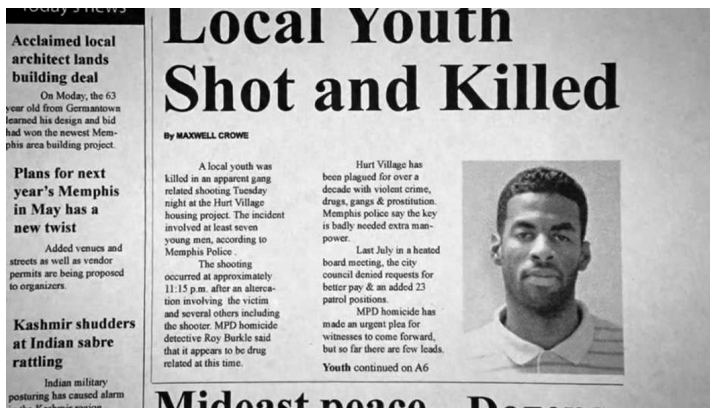 Today's news
Acclaimed local
architect lands
building deal
On Moday, the 63
year old from Germantown
learned his design and bid
had won the newest Mem-
phis area building project.
Plans for next
year's Memphis
in May has a
new twist
Added venues and
streets as well as vendor
permits are being proposed
to organizers.
Kashmir shudders
at Indian sabre
rattling
Indian military
posturing has caused alarm
Local Youth
Shot and Killed
By MAXWELL CROWE
A local youth was
killed in an apparent gang
related shooting Tuesday
night at the Hurt Village
housing project. The incident
involved at least seven
young men, according to
Memphis Police .
The shooting
occurred at approximately
11:15 p.m. after an alterca-
tion involving the victim
and several others including
the shooter. MPD homicide
detective Roy Burkle said
that it appears to be drug
related at this time.
Hurt Village has
been plagued for over a
decade with violent crime,
drugs, gangs & prostitution.
Memphis police say the key
is badly needed extra man-
power.
Last July in a heated
board meeting, the city
council denied requests for
better pay & an added 23
patrol positions.
MPD homicide has
made an urgent plea for
witnesses to come forward,
but so far there are few leads.
Youth continued on A6
Mideast peace